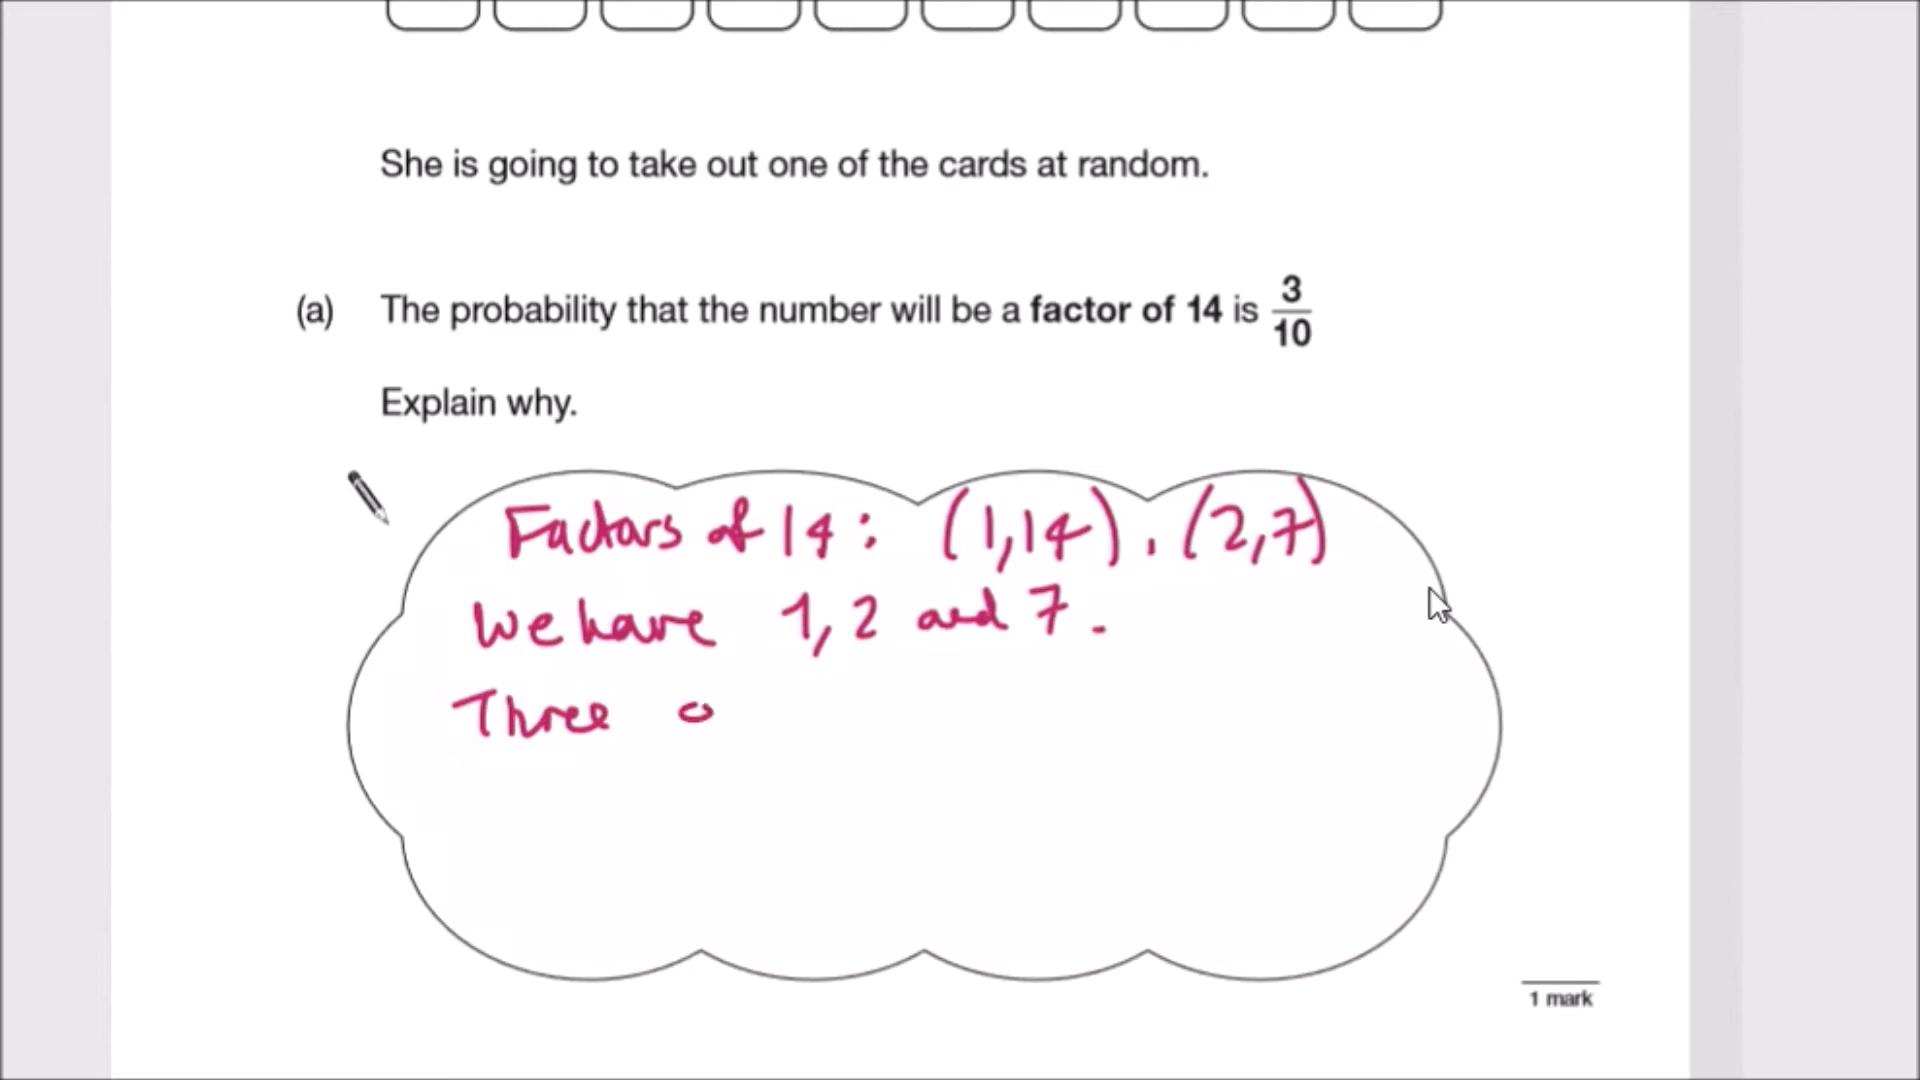 She is going to take out one of the cards at random.
(a) The probability that the number will be a factor of 14 is 3/10
Explain why.
Factors of 14 : (1,14) , (2,7)
We have 1, 2 and 7.
Three o
1 mark